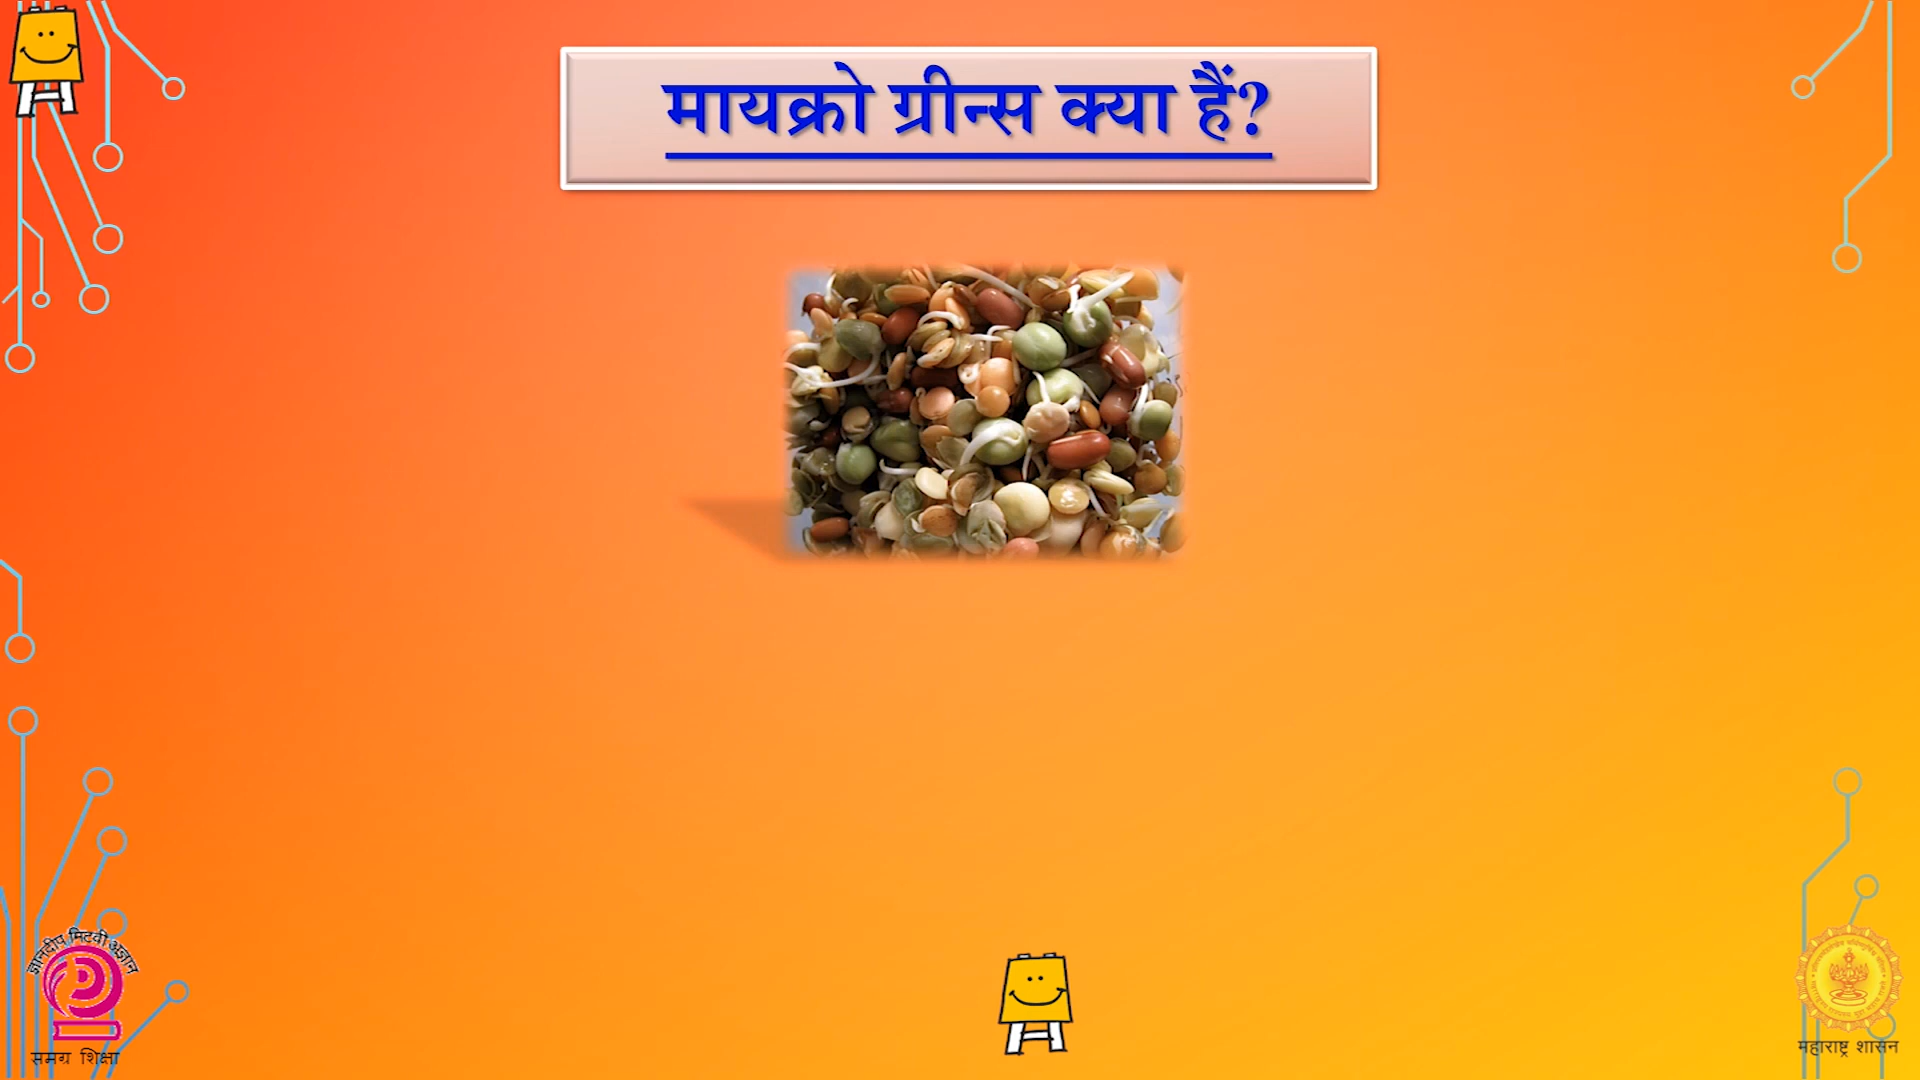 मायक्रो ग्रीन्स क्या हैं?
ज्ञानदीप मिटवी अज्ञान
समग्र शिक्षा
महाराष्ट्र शासन